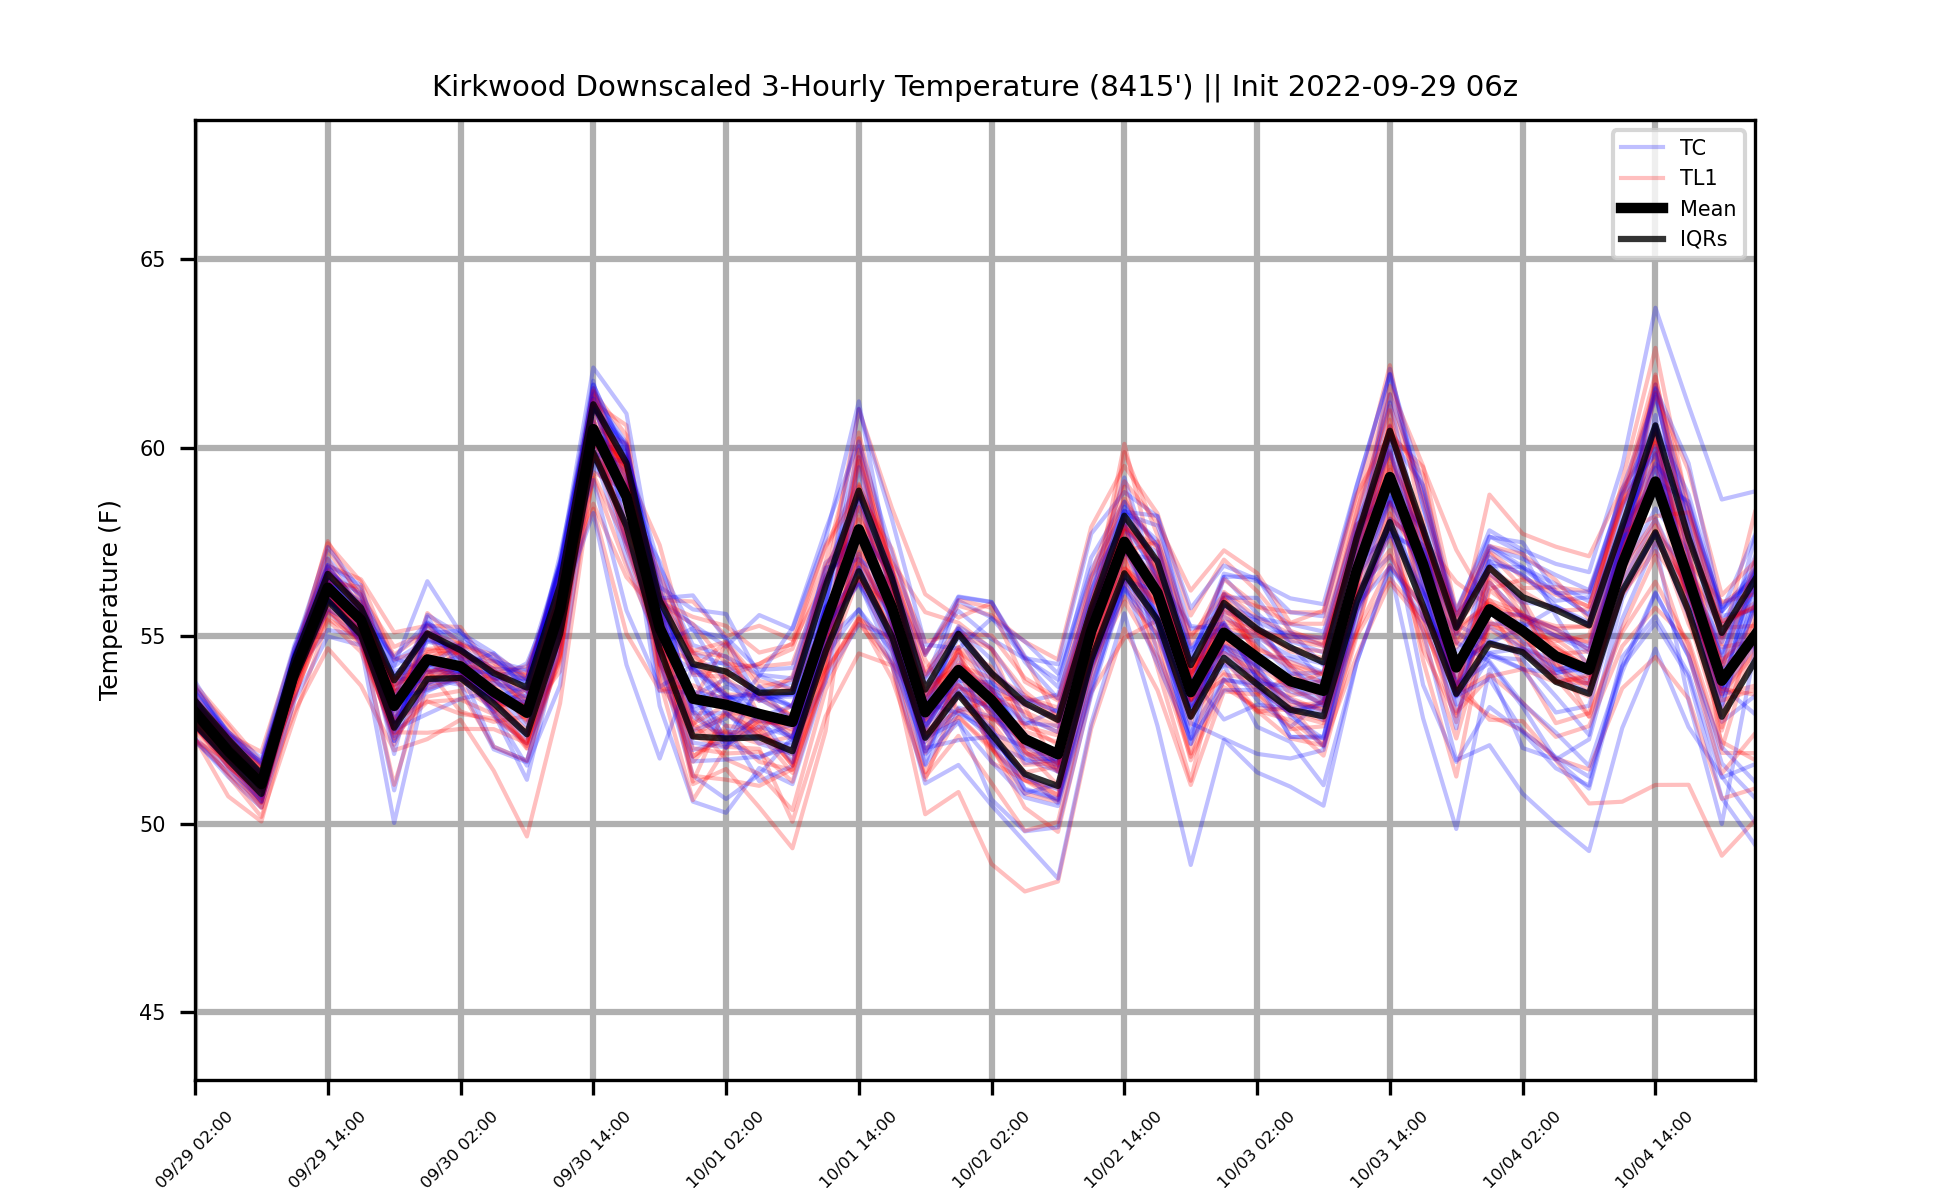 Kirkwood Downscaled 3-Hourly Temperature (8415') || Init 2022-09-29 06z
TC
TL1
Mean
IQRs
Temperature (F)
65
60
55
50
45
09/29 02:00
09/29 14:00
09/30 02:00
09/30 14:00
10/01 02:00
10/01 14:00
10/02 02:00
10/02 14:00
10/03 02:00
10/03 14:00
10/04 02:00
10/04 14:00